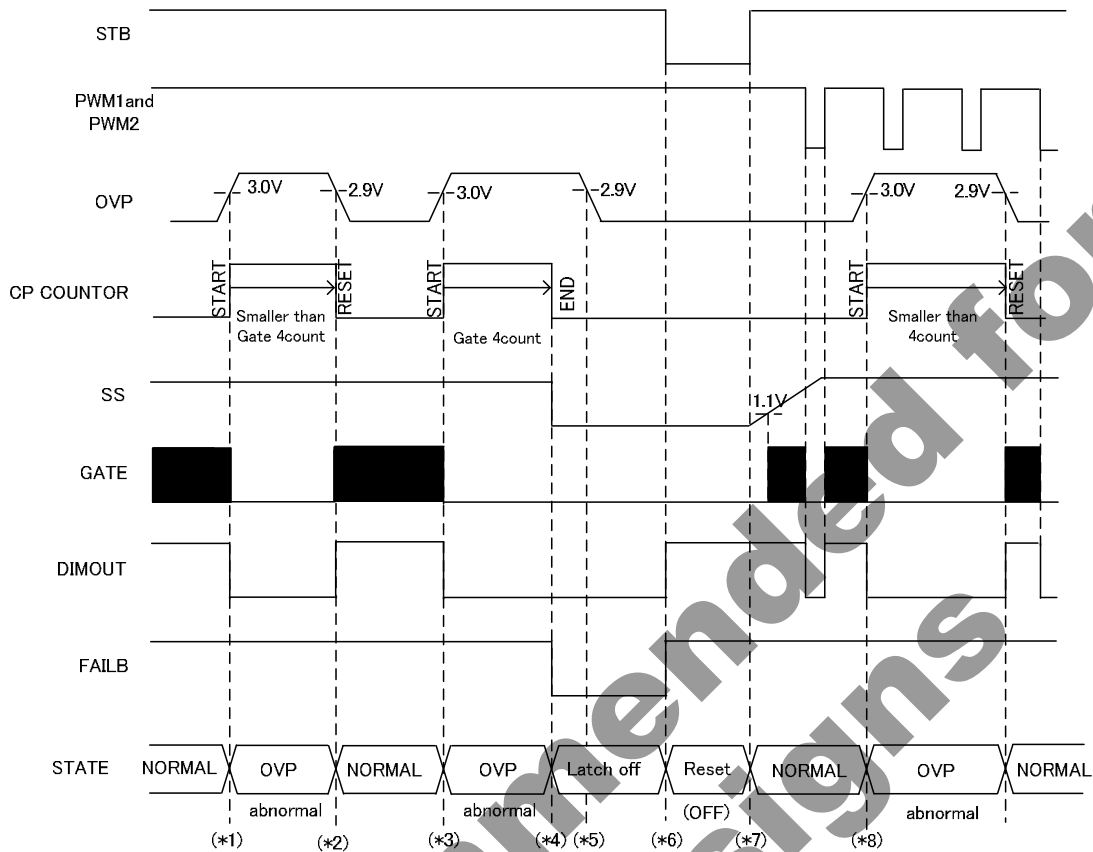 STB
PWM1and
PWM2
OVP
3.0V
2.9V
3.0V
2.9V
3.0V
2.9V
CP COUNTOR
START
RESET
START
END
START
RESET
Smaller than
Gate 4count
Gate 4count
Smaller than
4count
SS
1.1V
GATE
DIMOUT
FAILB
STATE
NORMAL
OVP
NORMAL
OVP
Latch off
Reset
NORMAL
OVP
NORMAL
abnormal
abnormal
(OFF)
abnormal
(*1)
(*2)
(*3)
(*4)
(*5)
(*6)
(*7)
(*8)
mmended for
signs